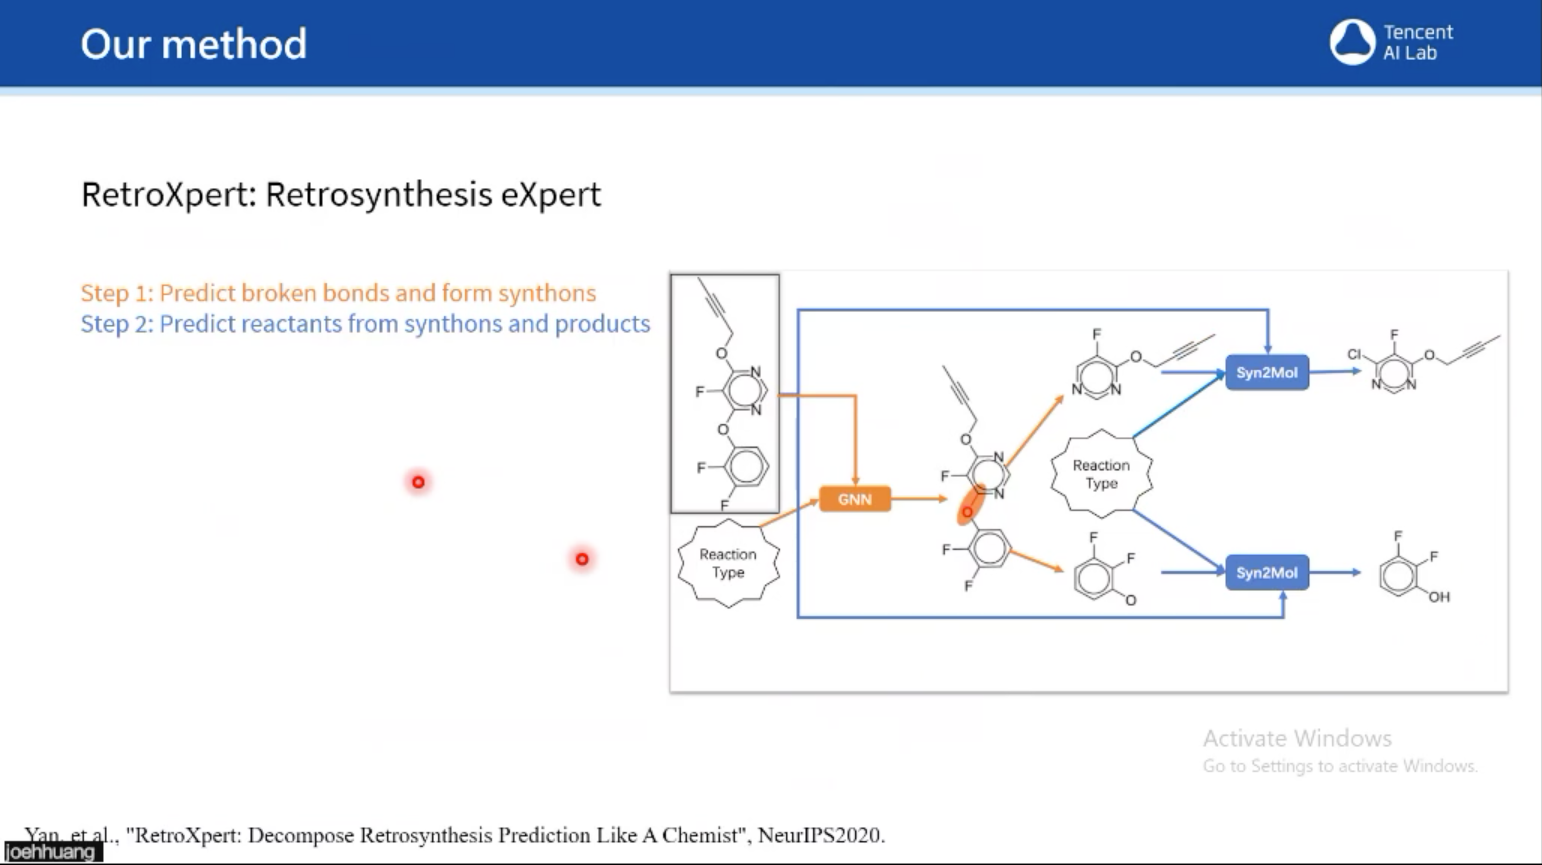 Our method
Tencent
AI Lab
RetroXpert: Retrosynthesis eXpert
Step 1: Predict broken bonds and form synthons
Step 2: Predict reactants from synthons and products
O
N
F
N
O
F
F
Reaction
Type
GNN
O
N
F
N
O
F
F
F
O
N
N
F
F
O
Reaction
Type
Syn2Mol
Syn2Mol
Cl
F
O
N
N
F
F
OH
Activate Windows
Go to Settings to activate Windows.
Yan, et al., "RetroXpert: Decompose Retrosynthesis Prediction Like A Chemist", NeurIPS2020.
joehhuang